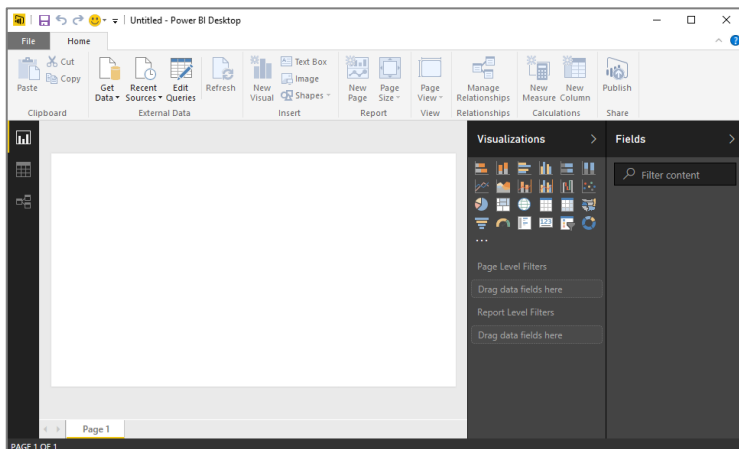 Untitled - Power BI Desktop
File Home
Paste
Cut
Copy
Clipboard
Get Data
Recent Sources
Edit Queries
Refresh
External Data
New Visual
Text Box
Image
Shapes
Insert
New Page
Page Size
Report
Page View
View
Manage Relationships
Relationships
New Measure
New Column
Calculations
Publish
Share
Visualizations
Fields
Filter content
Page Level Filters
Drag data fields here
Report Level Filters
Drag data fields here
Page 1
PAGE 1 OF 1